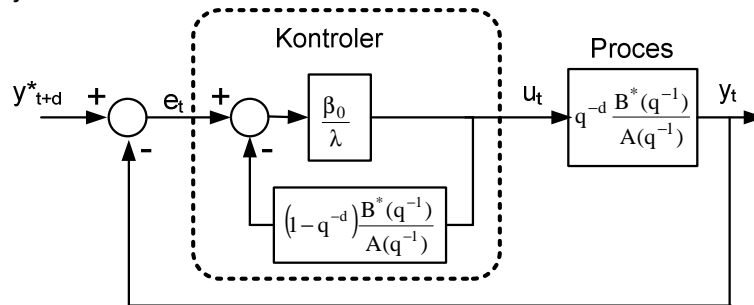 Kontroler
Proces
y*t+d
+
et
+
β0
λ
ut
q-d B*(q-1)
A(q-1)
yt
-
-
(1−q-d) B*(q-1)
A(q-1)